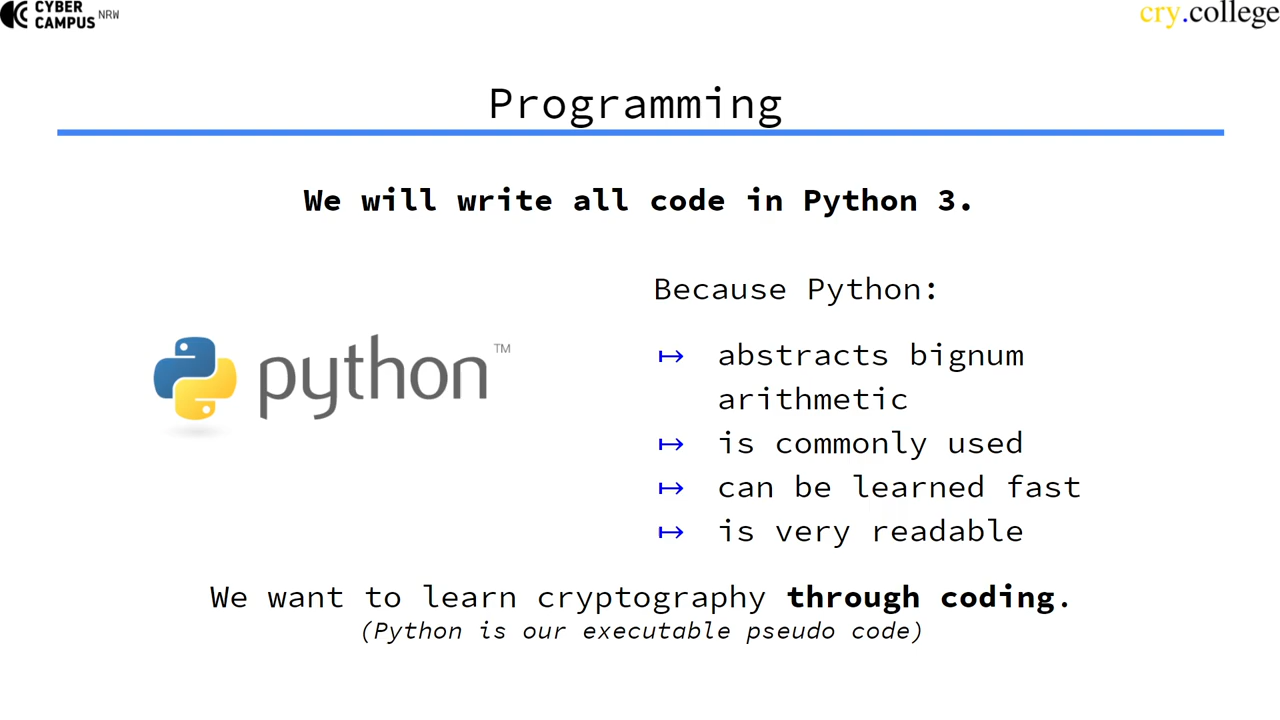 CYBER
CAMPUS NRW
cry.college
Programming
We will write all code in Python 3.
python™
Because Python:
↦ abstracts bignum
arithmetic
↦ is commonly used
↦ can be learned fast
↦ is very readable
We want to learn cryptography through coding.
(Python is our executable pseudo code)